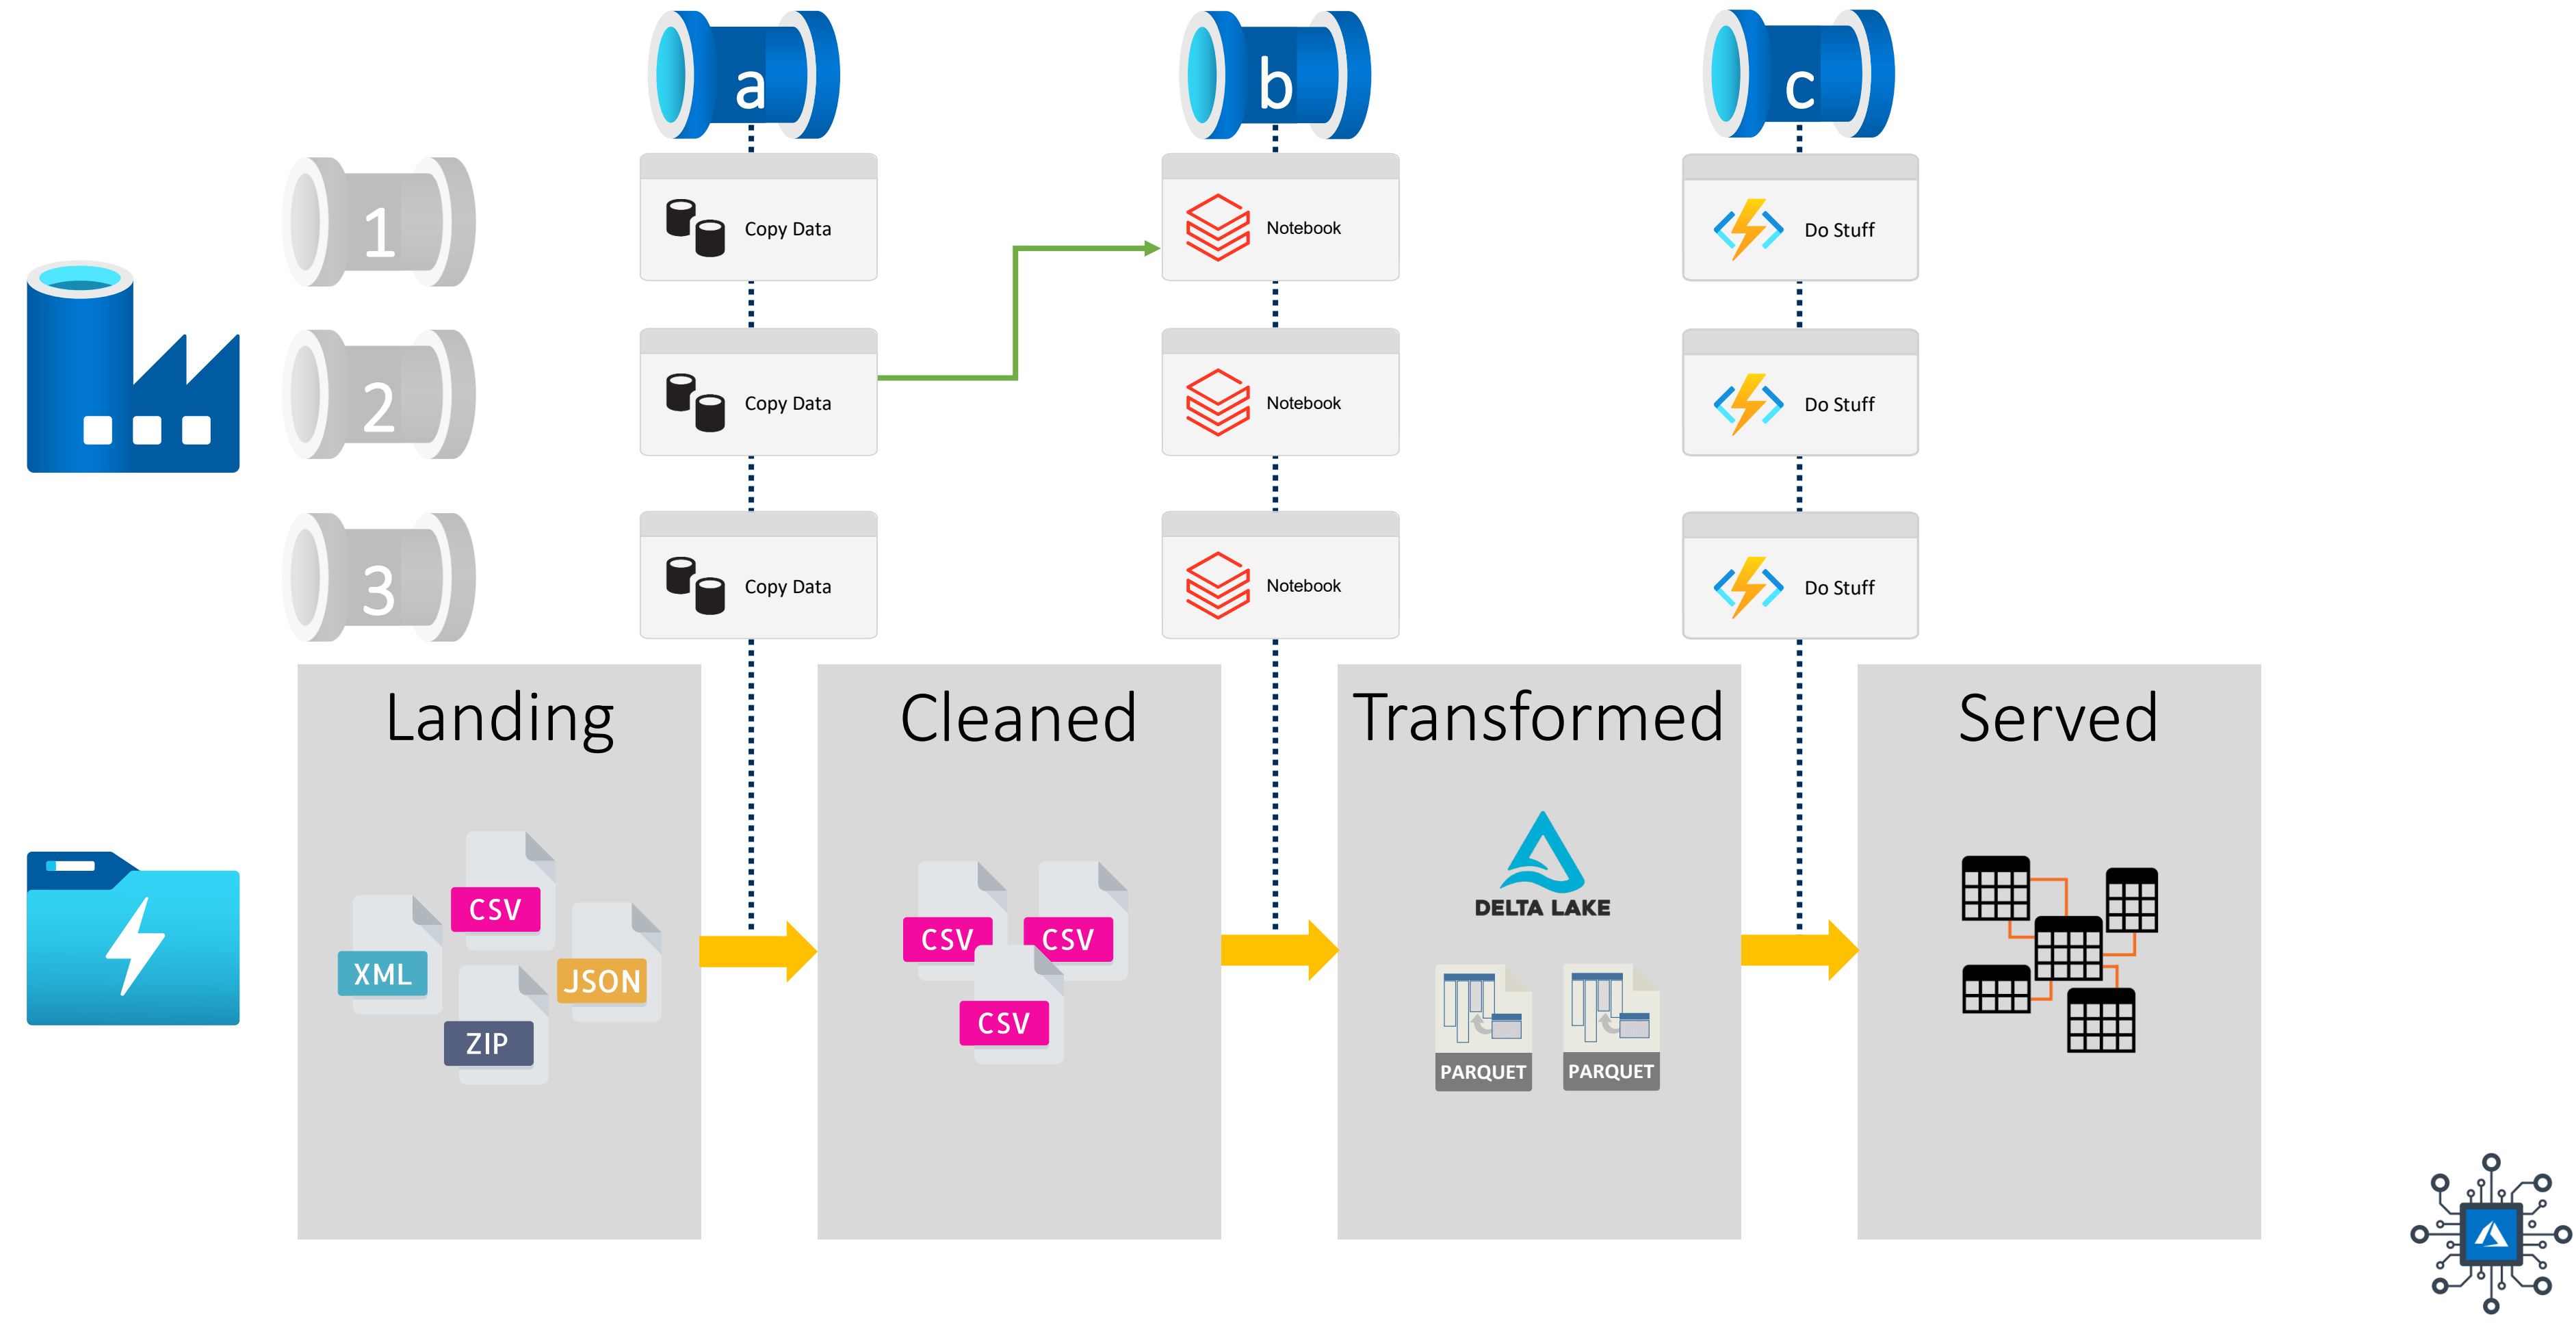 a
b
c
1
Copy Data
Notebook
Do Stuff
2
Copy Data
Notebook
Do Stuff
3
Copy Data
Notebook
Do Stuff
Landing
Cleaned
Transformed
Served
CSV
XML
JSON
ZIP
CSV
CSV
CSV
DELTA LAKE
PARQUET
PARQUET